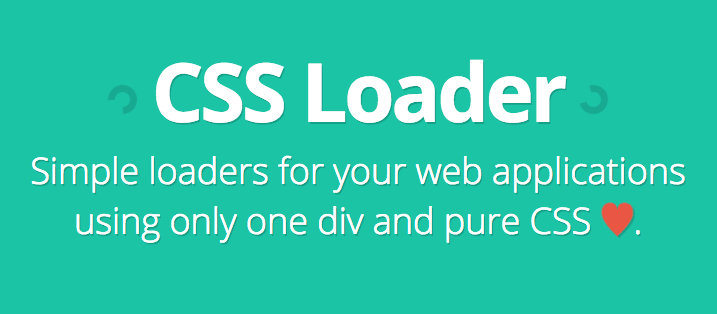 CSS Loader
Simple loaders for your web applications
using only one div and pure CSS ♥.